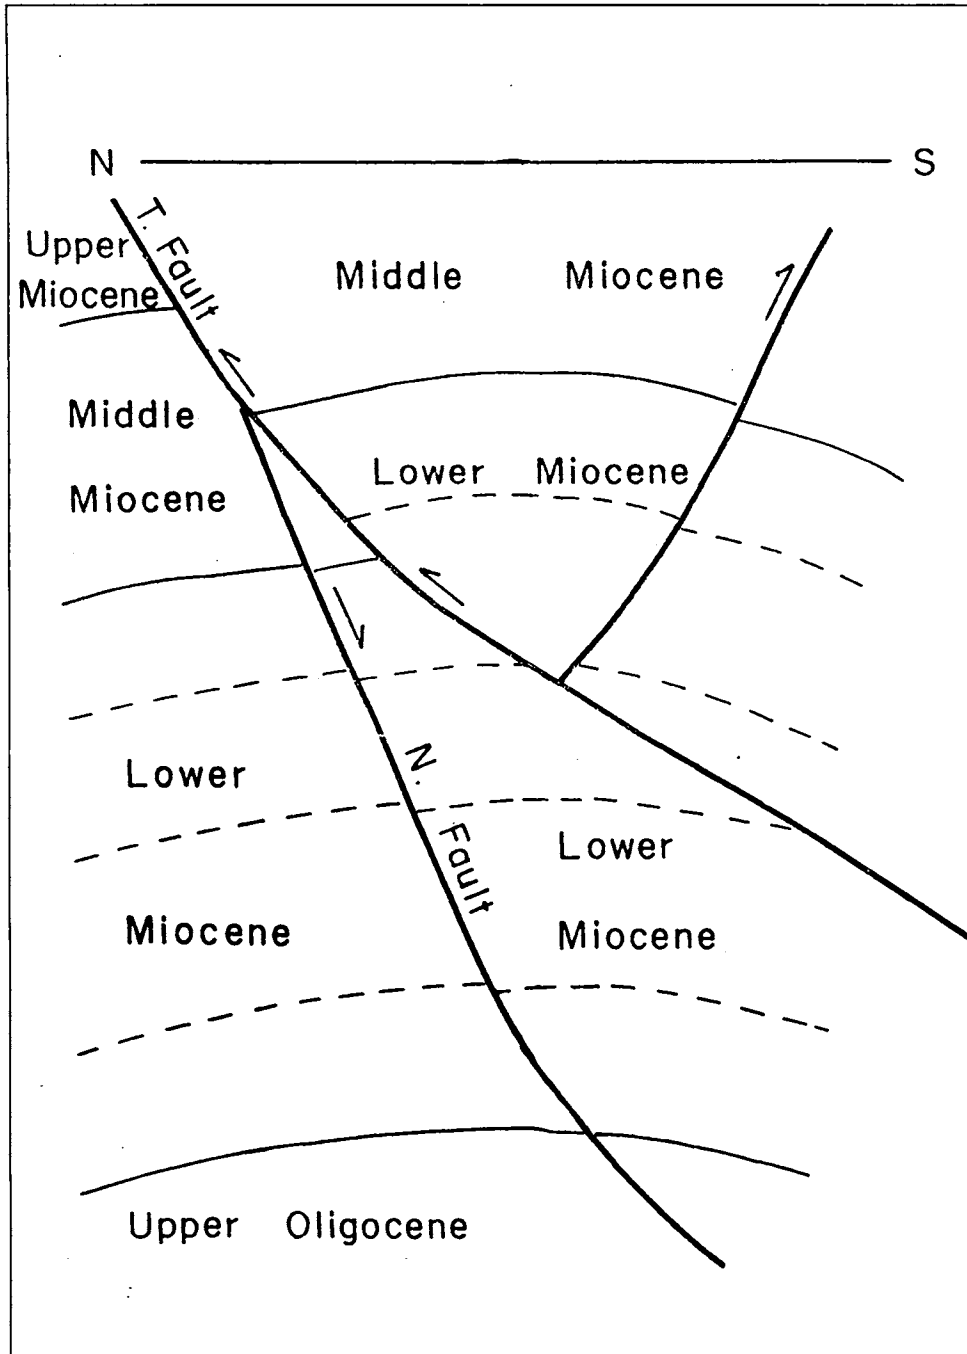 N S
T. Fault
Upper
Miocene
Middle Miocene
Middle
Miocene
Lower Miocene
N. Fault
Lower
Miocene
Lower
Miocene
Upper Oligocene